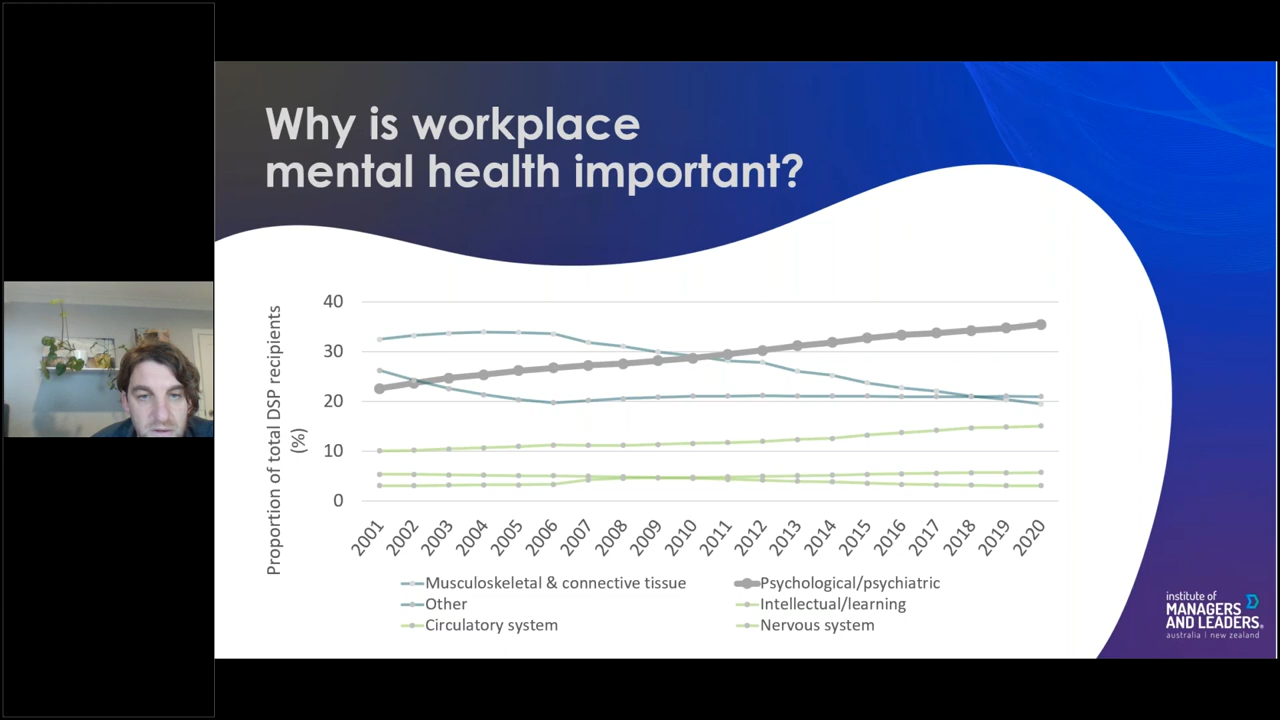 Why is workplace
mental health important?
Proportion of total DSP recipients
(%)
40
30
20
10
0
2001
2002
2003
2004
2005
2006
2007
2008
2009
2010
2011
2012
2013
2014
2015
2016
2017
2018
2019
2020
Musculoskeletal & connective tissue
Psychological/psychiatric
Other
Intellectual/learning
Circulatory system
Nervous system
institute of
MANAGERS
AND LEADERS®
australia | new zealand